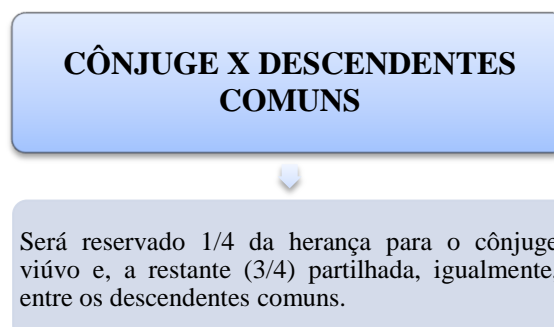 CÔNJUGE X DESCENDENTES
COMUNS
Será reservado 1/4 da herança para o cônjuge
viúvo e, a restante (3/4) partilhada, igualmente,
entre os descendentes comuns.